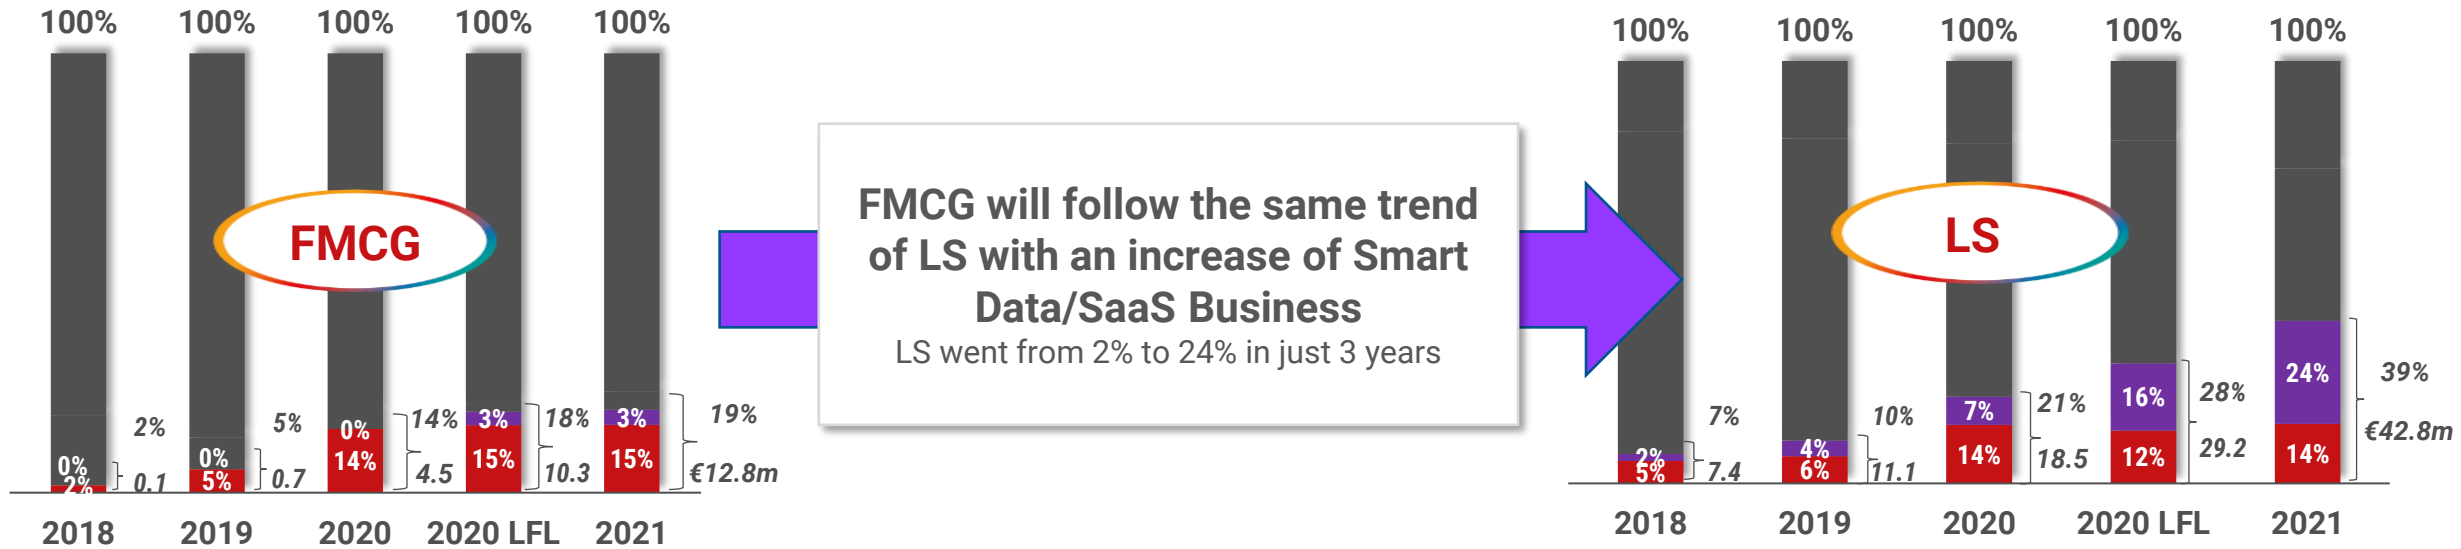 100% 100% 100% 100% 100%
FMCG
2% 5% 14% 18% 19%
0% 0% 0% 3% 3%
2% 5% 14% 15% 15%
0.1 0.7 4.5 10.3 €12.8m
2018 2019 2020 2020 LFL 2021
FMCG will follow the same trend
of LS with an increase of Smart
Data/SaaS Business
LS went from 2% to 24% in just 3 years
100% 100% 100% 100% 100%
LS
7% 10% 21% 28% 39%
2% 4% 7% 16% 24%
5% 6% 14% 12% 14%
7.4 11.1 18.5 29.2 €42.8m
2018 2019 2020 2020 LFL 2021